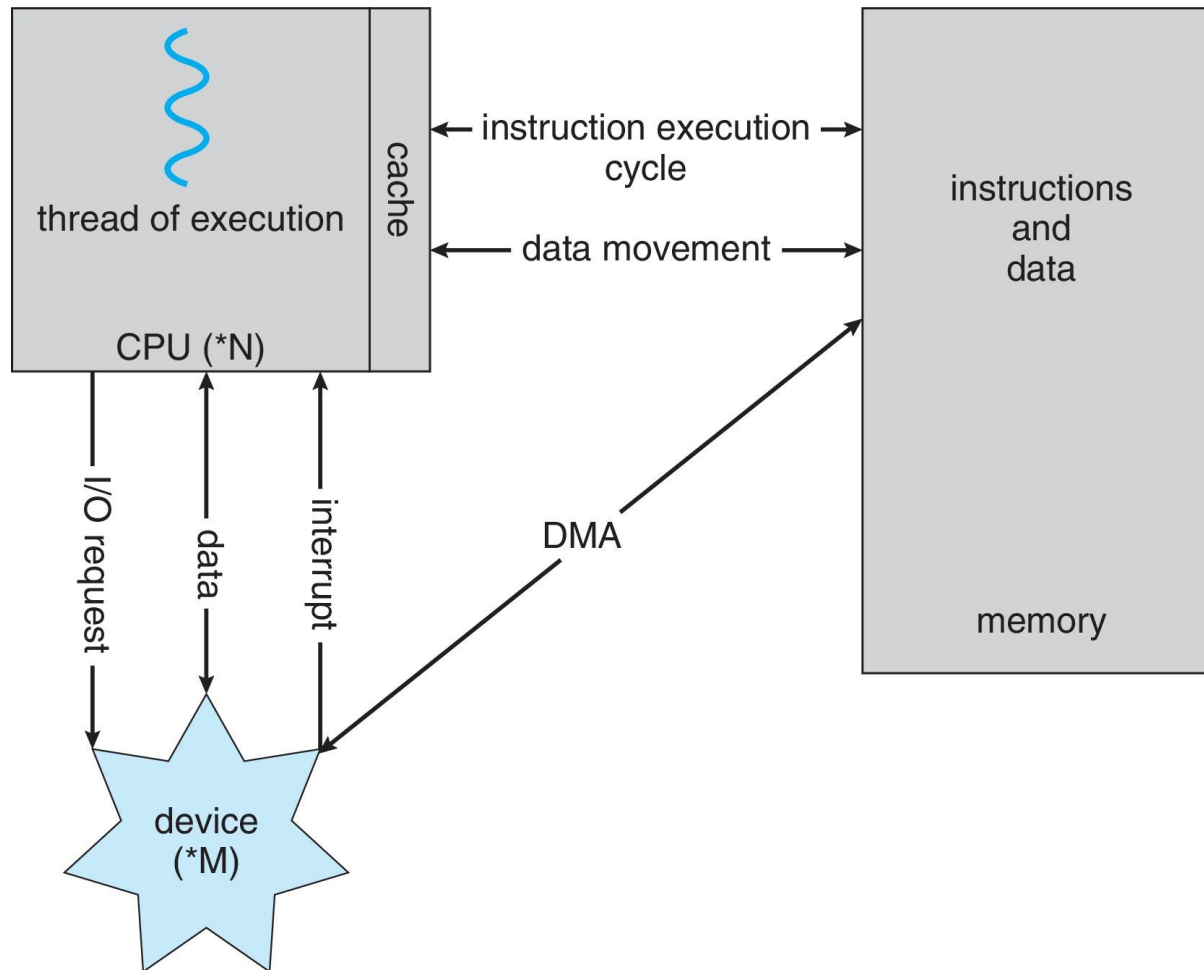 thread of execution
CPU (*N)
cache
instruction execution
cycle
data movement
instructions
and
data
memory
I/O request
data
interrupt
DMA
device
(*M)